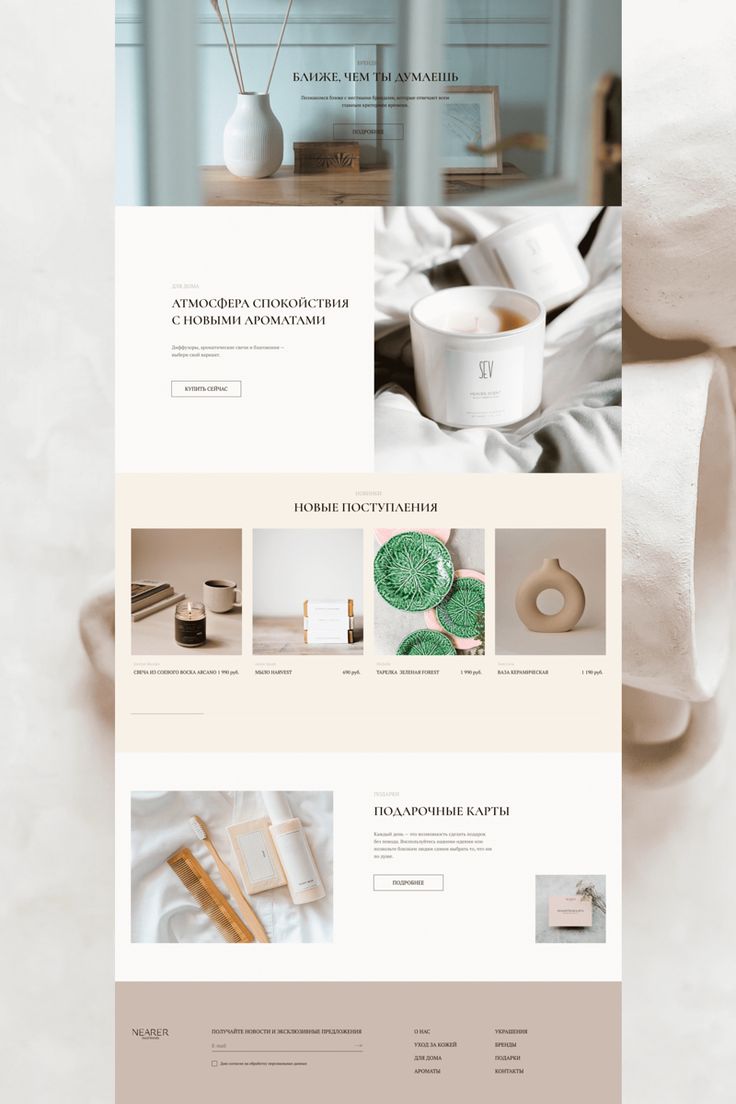 БРЕНДЫ
БЛИЖЕ, ЧЕМ ТЫ ДУМАЕШЬ
Познакомся ближе с местными брендами, которые отвечают всем
главным критериям времени.
ПОДРОБНЕЕ
ДЛЯ ДОМА
АТМОСФЕРА СПОКОЙСТВИЯ
С НОВЫМИ АРОМАТАМИ
Диффузоры, ароматические свечи и благовония —
выбери свой вариант.
КУПИТЬ СЕЙЧАС
SEV
SEV
НОВИНКИ
НОВЫЕ ПОСТУПЛЕНИЯ
СВЕЧА ИЗ СОЕВОГО ВОСКА ARCANO 1 990 руб.
МЫЛО HARVEST 690 руб.
ТАРЕЛКА ЗЕЛЕНАЯ FOREST 1 990 руб.
ВАЗА КЕРАМИЧЕСКАЯ 1 190 руб.
ПОДАРКИ
ПОДАРОЧНЫЕ КАРТЫ
Каждый день — это возможность сделать подарок
без повода. Воспользуйтесь нашими идеями или
позвольте близким людям самим выбрать то, что им
по душе.
ПОДРОБНЕЕ
NEARER
ПОЛУЧАЙТЕ НОВОСТИ И ЭКСКЛЮЗИВНЫЕ ПРЕДЛОЖЕНИЯ
E-mail
Даю согласие на обработку персональных данных
О НАС
УХОД ЗА КОЖЕЙ
ДЛЯ ДОМА
АРОМАТЫ
УКРАШЕНИЯ
БРЕНДЫ
ПОДАРКИ
КОНТАКТЫ